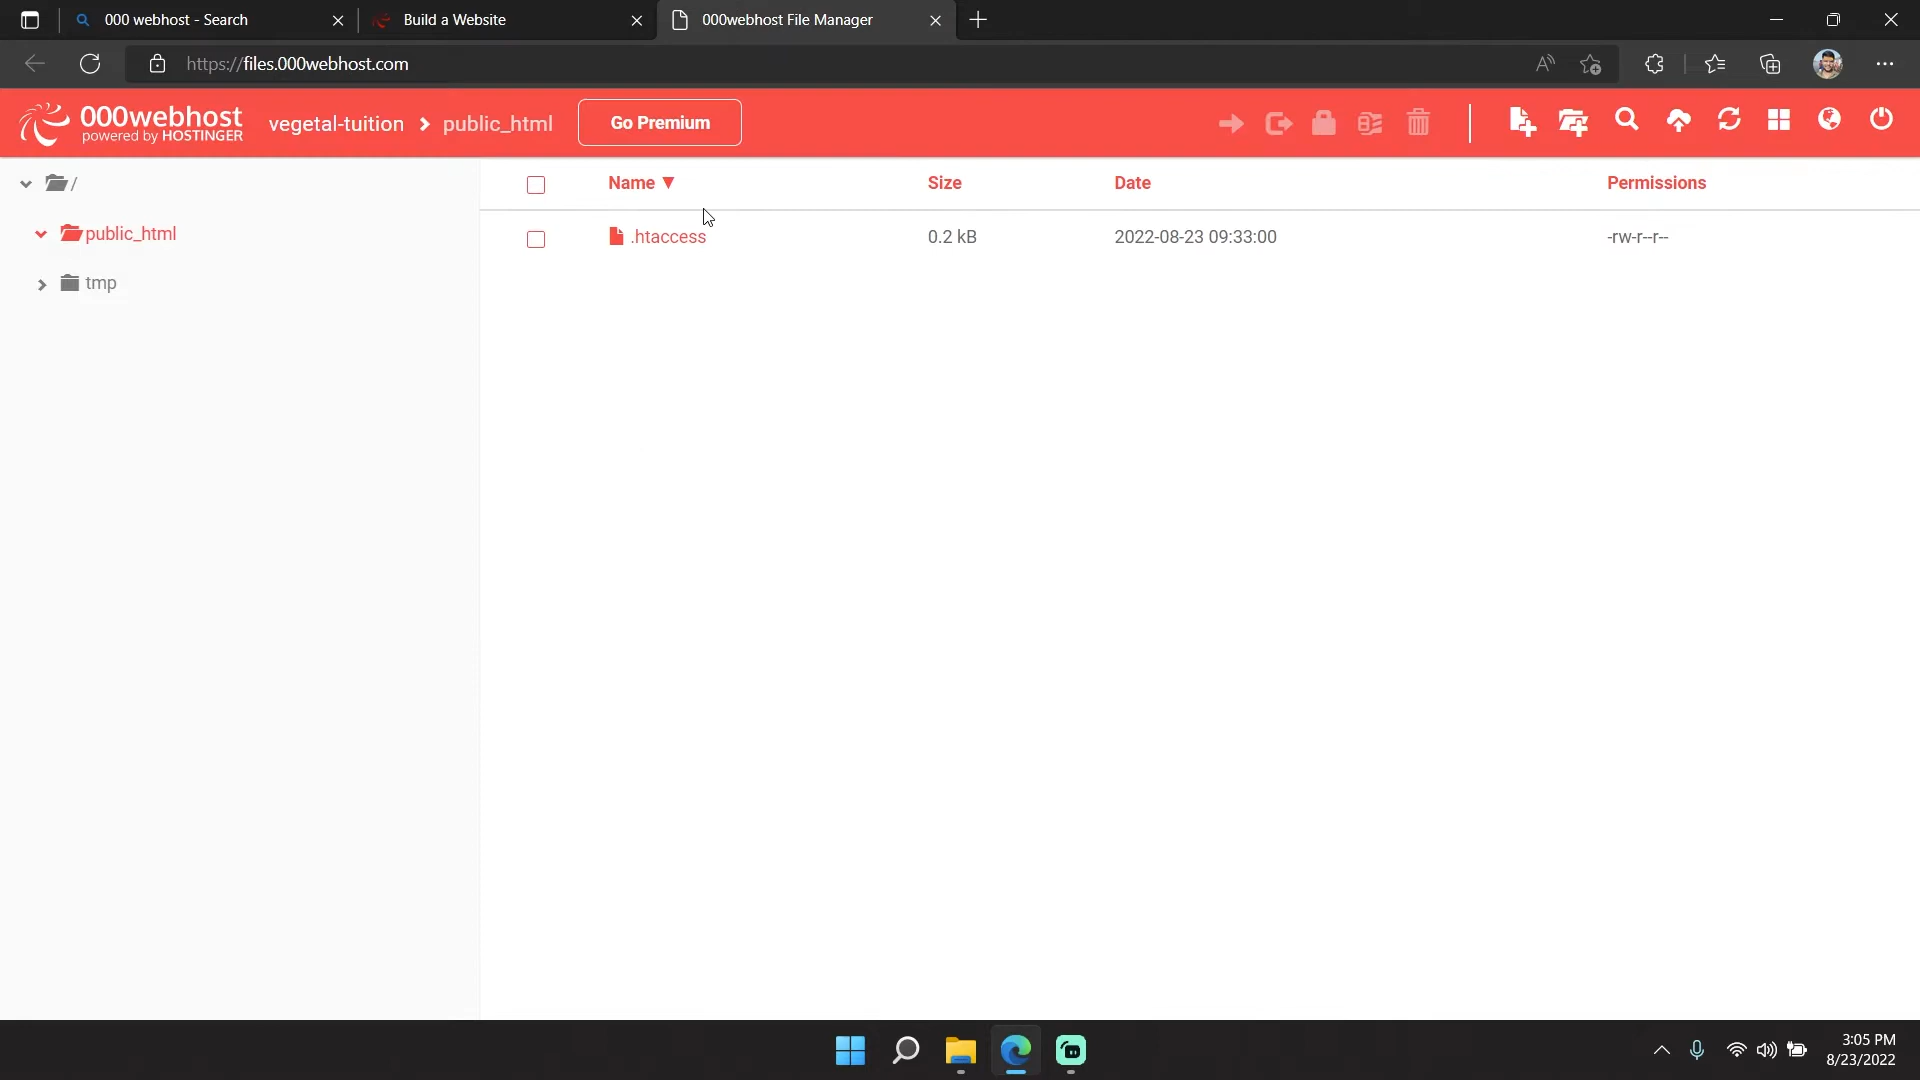 000 webhost - Search
Build a Website
000webhost File Manager
https://files.000webhost.com
000webhost
powered by HOSTINGER
vegetal-tuition
public_html
Go Premium
/
public_html
tmp
Name ▼
Size
Date
Permissions
.htaccess
0.2 kB
2022-08-23 09:33:00
-rw-r--r--
3:05 PM
8/23/2022